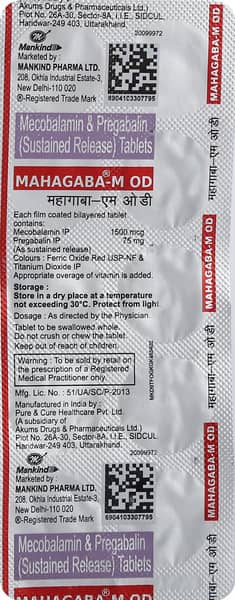 Akums Drugs & Pharmaceuticals Ltd.)
Plot No. 26A-30, Sector-8A, I.I.E., SIDCUL,
Haridwar-249 403, Uttarakhand.
20099972
Mankind
Marketed by :
MANKIND PHARMA LTD.
208, Okhla Industrial Estate-3,
New Delhi-110 020
®-Registered Trade Mark
8904103307795
Mecobalamin & Pregabalin
(Sustained Release) Tablets
MAHAGABA®-M OD
महागाबा–एम ओ डी
Each film coated bilayered tablet
contains:
Mecobalamin IP 1500 mcg
Pregabalin IP 75 mg
(As sustained release)
Colours : Ferric Oxide Red USP-NF &
Titanium Dioxide IP
Appropriate overage of vitamin is added.
Storage :
Store in a dry place at a temperature
not exceeding 30°C. Protect from light
Dosage : As directed by the Physician.
Tablet to be swallowed whole.
Do not crush or chew the tablet
Keep out of reach of children.
Warning : To be sold by retail on
the prescription of a Registered
Medical Practitioner only.
Mfg. Lic. No. : 51/UA/SC/P-2013
Manufactured in India by :
Pure & Cure Healthcare Pvt. Ltd.
(A subsidiary of
Akums Drugs & Pharmaceuticals Ltd.)
Plot No. 26A-30, Sector-8A, I.I.E., SIDCUL,
Haridwar-249 403, Uttarakhand.
20099972
Mankind
Marketed by :
MANKIND PHARMA LTD.
208, Okhla Industrial Estate-3,
New Delhi-110 020
®-Registered Trade Mark
8904103307795
Mecobalamin & Pregabalin
(Sustained Release) Tablets
MAHAGABA®-M OD
MAHAGABA-M OD
महागाबा–एम ओ डी
MAHAGABA-M OD
महागाबा–एम ओ डी
MAHAGABA-M OD